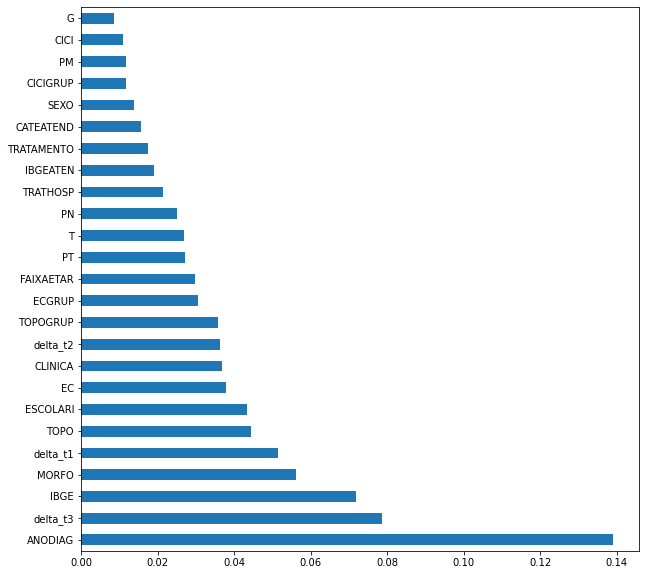 G
CICI
PM
CICIGRUP
SEXO
CATEATEND
TRATAMENTO
IBGEATEN
TRATHOSP
PN
T
PT
FAIXAETAR
ECGRUP
TOPOGRUP
delta_t2
CLINICA
EC
ESCOLARI
TOPO
delta_t1
MORFO
IBGE
delta_t3
ANODIAG
0.00 0.02 0.04 0.06 0.08 0.10 0.12 0.14